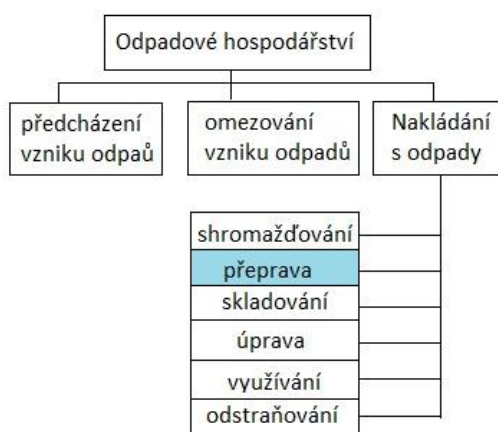 Odpadové hospodářství
předcházení
vzniku odpaů
omezování
vzniku odpadů
Nakládání
s odpady
shromažďování
přeprava
skladování
úprava
využívání
odstraňování